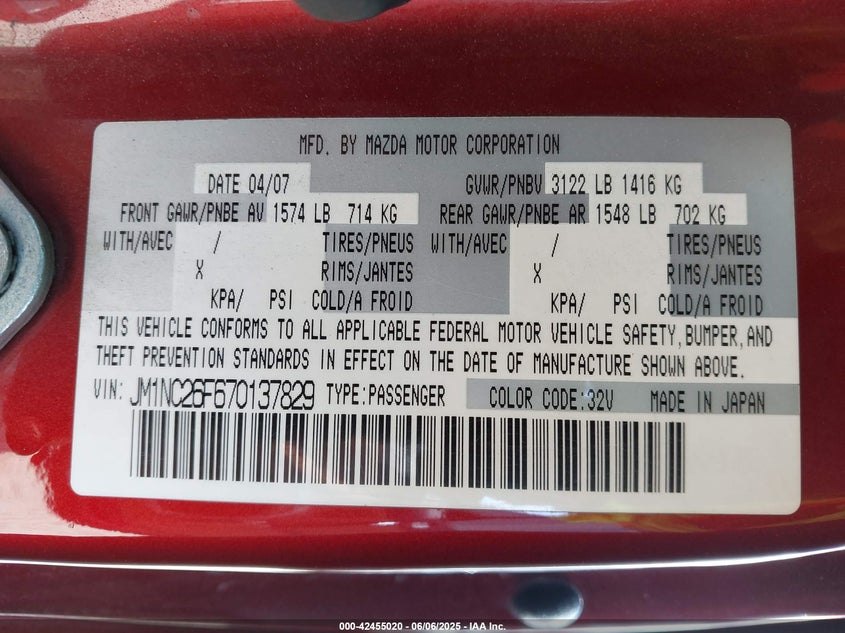 MFD. BY MAZDA MOTOR CORPORATION
DATE 04/07 GVWR/PNBV 3122 LB 1416 KG
FRONT GAWR/PNBE AV 1574 LB 714 KG REAR GAWR/PNBE AR 1548 LB 702 KG
WITH/AVEC / TIRES/PNEUS WITH/AVEC / TIRES/PNEUS
X RIMS/JANTES X RIMS/JANTES
KPA/ PSI COLD/A FROID KPA/ PSI COLD/A FROID
THIS VEHICLE CONFORMS TO ALL APPLICABLE FEDERAL MOTOR VEHICLE SAFETY, BUMPER, AND
THEFT PREVENTION STANDARDS IN EFFECT ON THE DATE OF MANUFACTURE SHOWN ABOVE.
VIN: JM1NC26F670137829 TYPE:PASSENGER COLOR CODE:32V MADE IN JAPAN
000-42455020 - 06/06/2025 - IAA Inc.